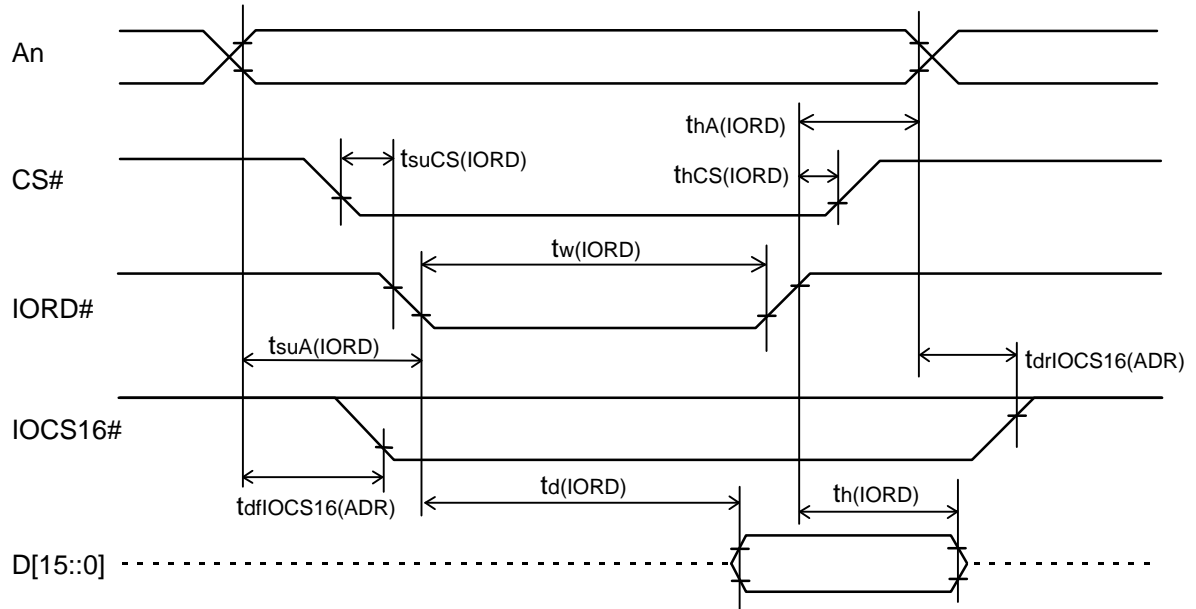 An
thA(IORD)
tsuCS(IORD)
thCS(IORD)
CS#
tw(IORD)
IORD#
tsuA(IORD)
tdrIOCS16(ADR)
IOCS16#
td(IORD)
th(IORD)
tdfIOCS16(ADR)
D[15::0]